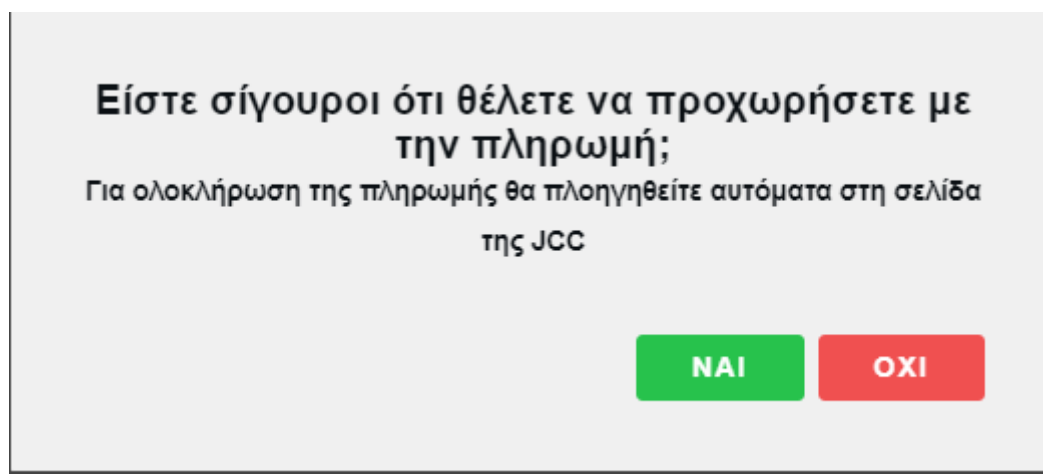 Είστε σίγουροι ότι θέλετε να προχωρήσετε με
την πληρωμή;
Για ολοκλήρωση της πληρωμής θα πλοηγηθείτε αυτόματα στη σελίδα
της JCC
ΝΑΙ ΟΧΙ